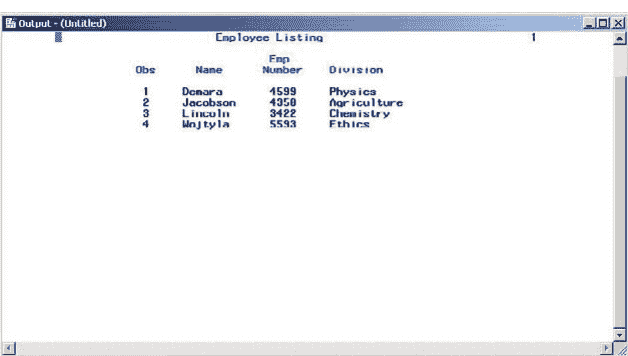 Output - (Untitled)
Employee Listing 1
Emp
Obs Name Number Division
1 Demara 4599 Physics
2 Jacobson 4350 Agriculture
3 Lincoln 3422 Chemistry
4 Wojtyla 5593 Ethics